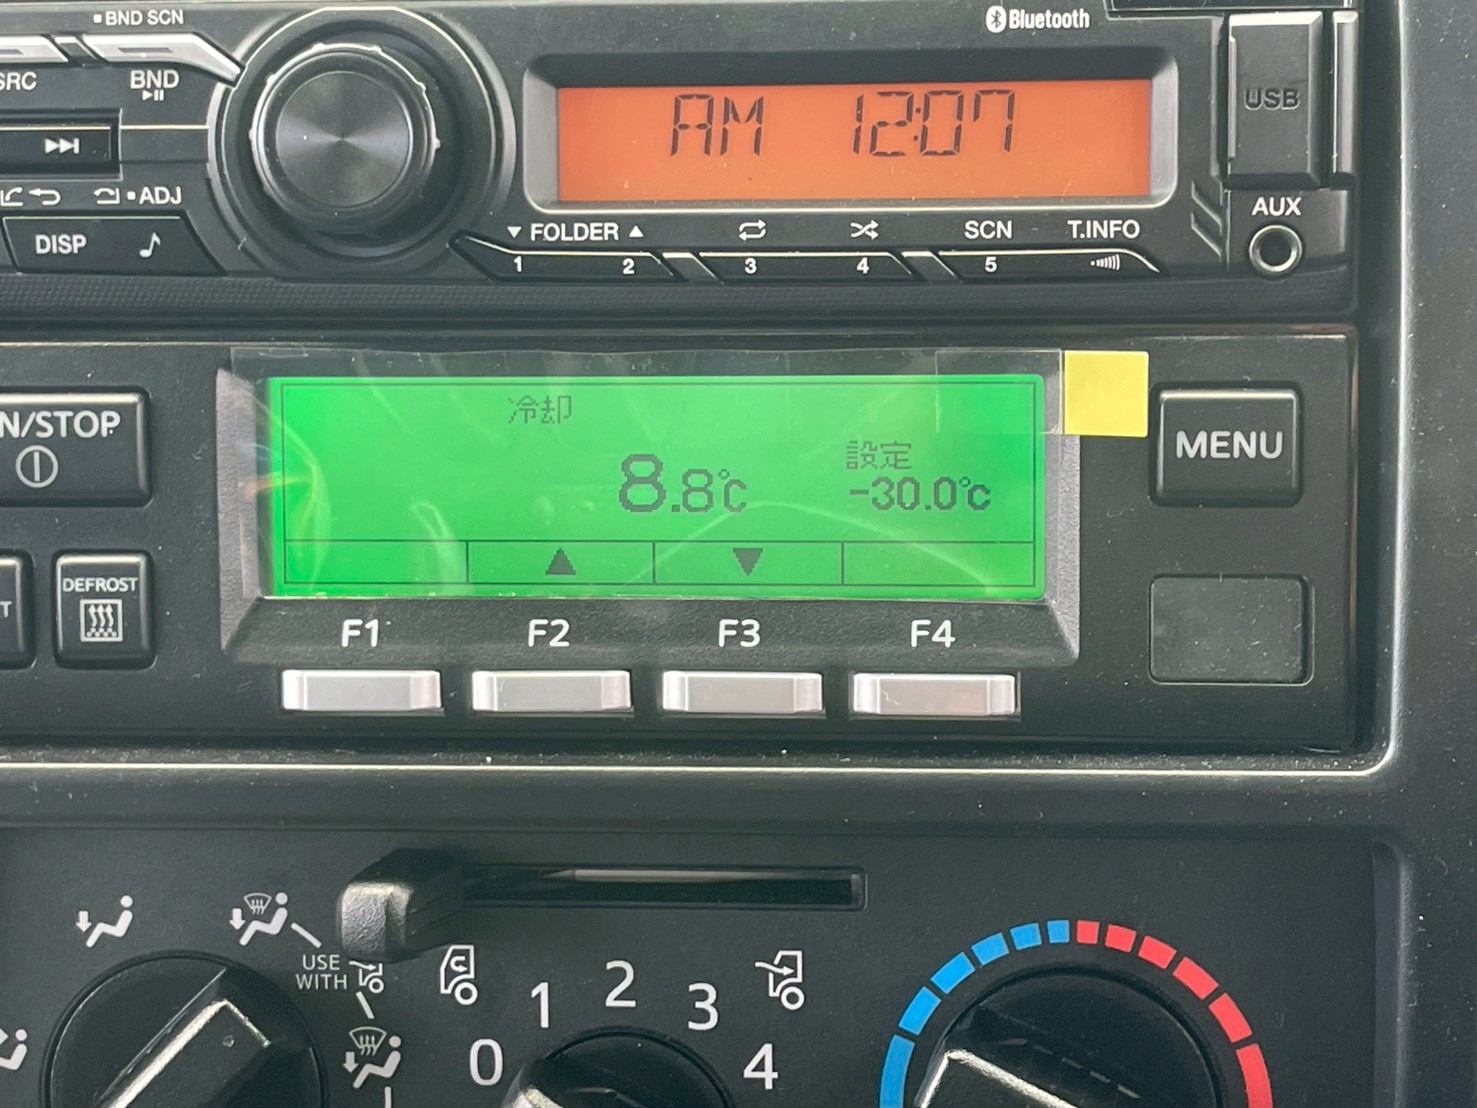 BND SCN
Bluetooth
SRC
BND
AM 12:07
USB
ADJ
AUX
DISP
▼ FOLDER ▲
SCN
T.INFO
1
2
3
4
5
冷却
設定
8.8℃
-30.0℃
N/STOP
MENU
▲
▼
T
DEFROST
F1
F2
F3
F4
USE
WITH
0
1
2
3
4